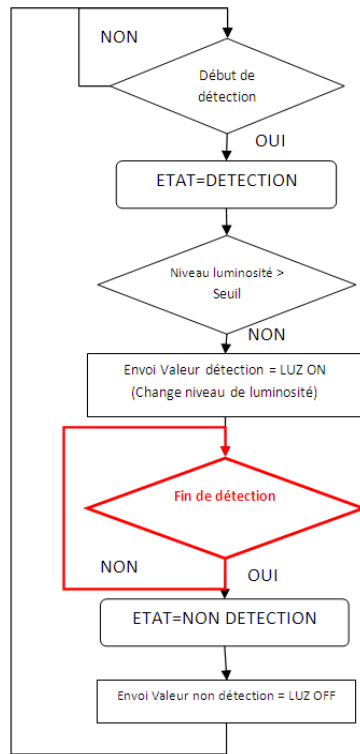 NON
Début de
détection
OUI
ETAT=DETECTION
Niveau luminosité >
Seuil
NON
Envoi Valeur détection = LUZ ON
(Change niveau de luminosité)
Fin de détection
NON
OUI
ETAT=NON DETECTION
Envoi Valeur non détection = LUZ OFF